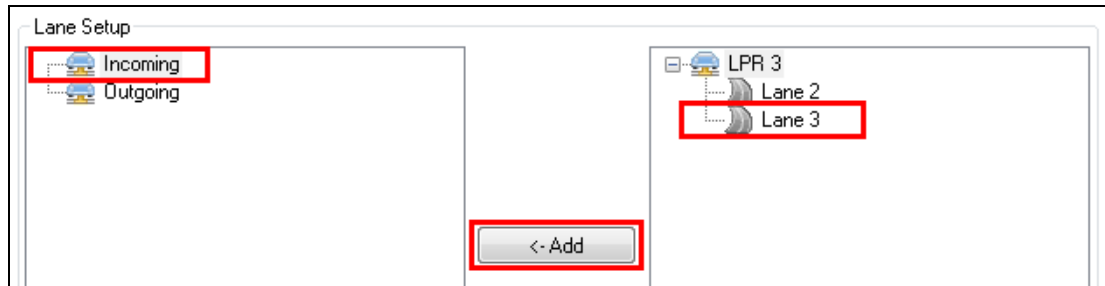 Lane Setup
Incoming
Outgoing
LPR 3
Lane 2
Lane 3
<- Add